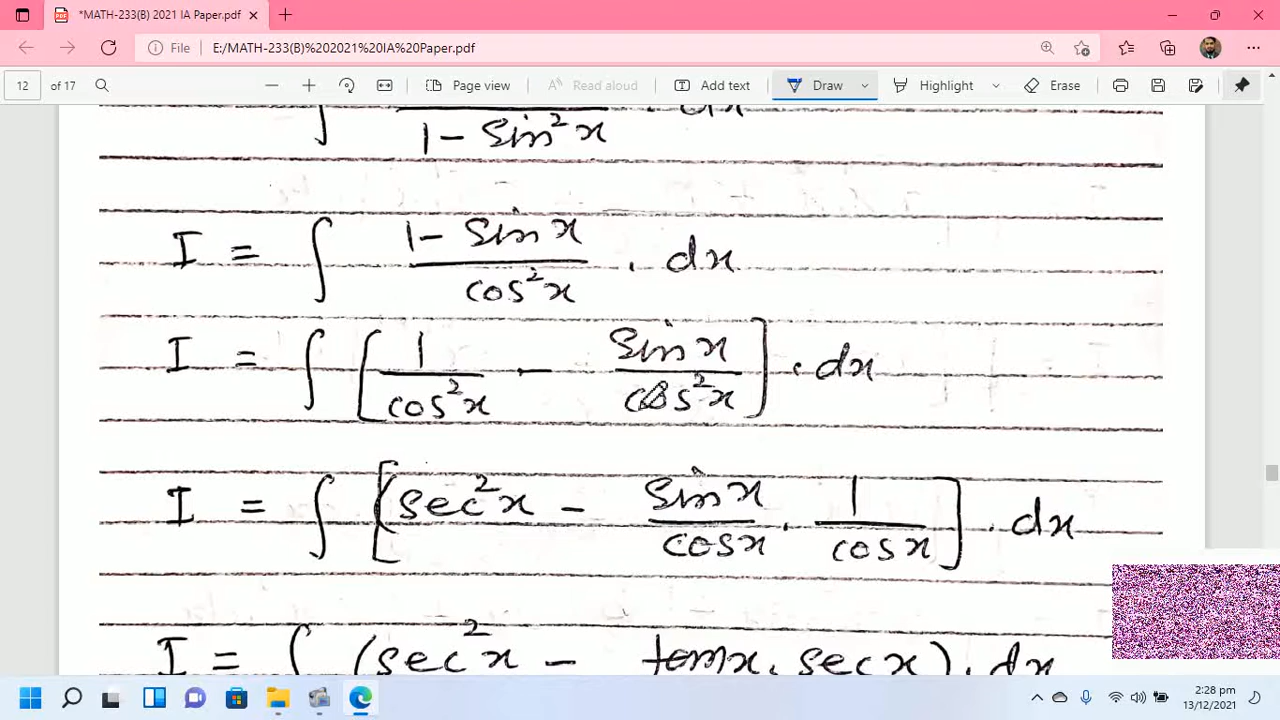 *MATH-233(B) 2021 IA Paper.pdf
File E:/MATH-233(B)%202021%20IA%20Paper.pdf
12 of 17 Page view Read aloud Add text Draw Highlight Erase
∫ 1 - Sin²x . dx
I = ∫ (1 - Sin x)/(cos²x) . dx
I = ∫ [1/(cos²x) - (Sin x)/(cos²x)] . dx
I = ∫ [sec²x - (Sin x)/(cos x) . 1/(cos x)] . dx
I = ∫ (sec²x - tanx. sec x) . dx
2:28 pm
13/12/2021